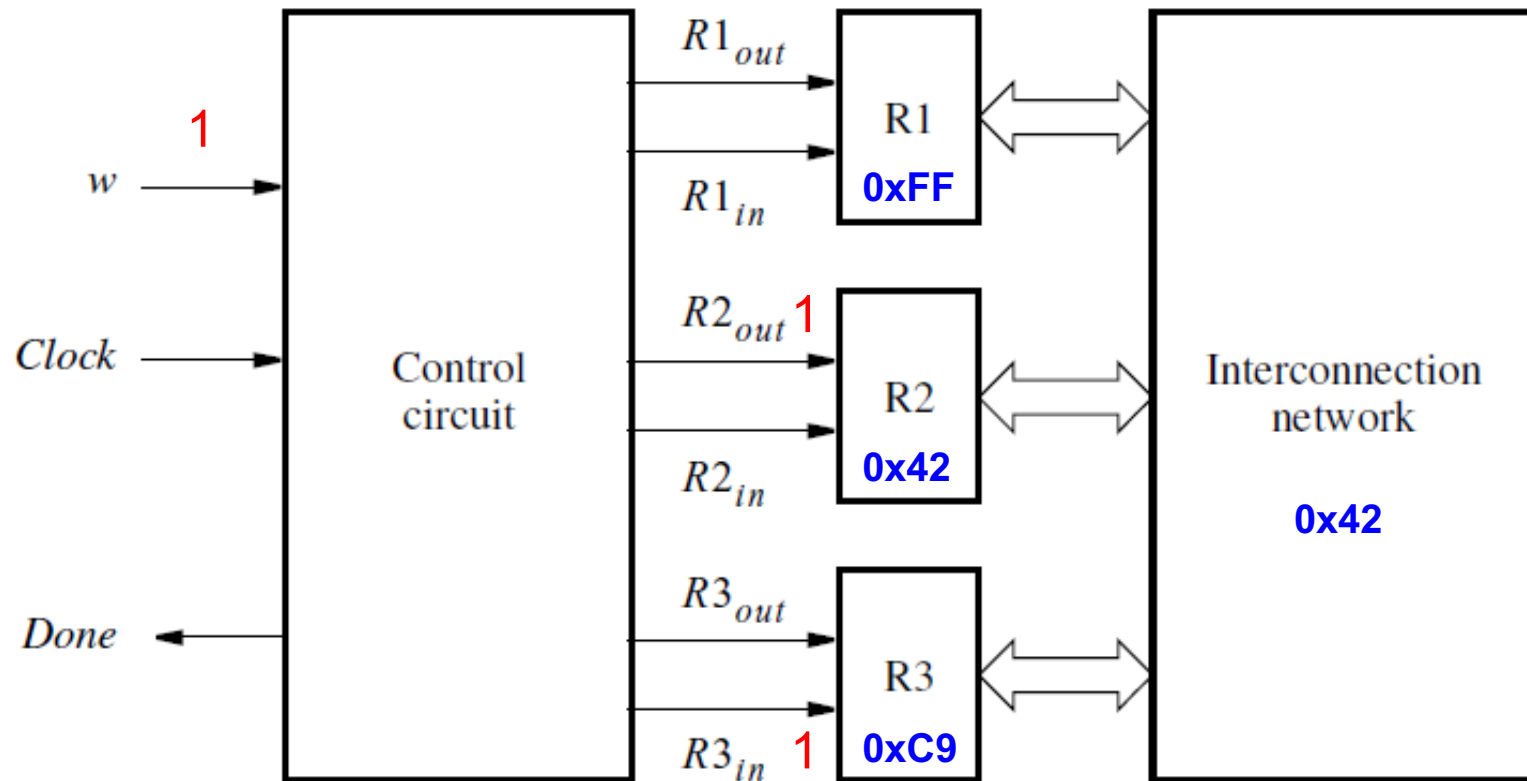 R1out
1
w
R1
0xFF
R1in
R2out 1
Clock
Control
circuit
R2
0x42
Interconnection
network
R2in
0x42
R3out
Done
R3
0xC9
R3in 1